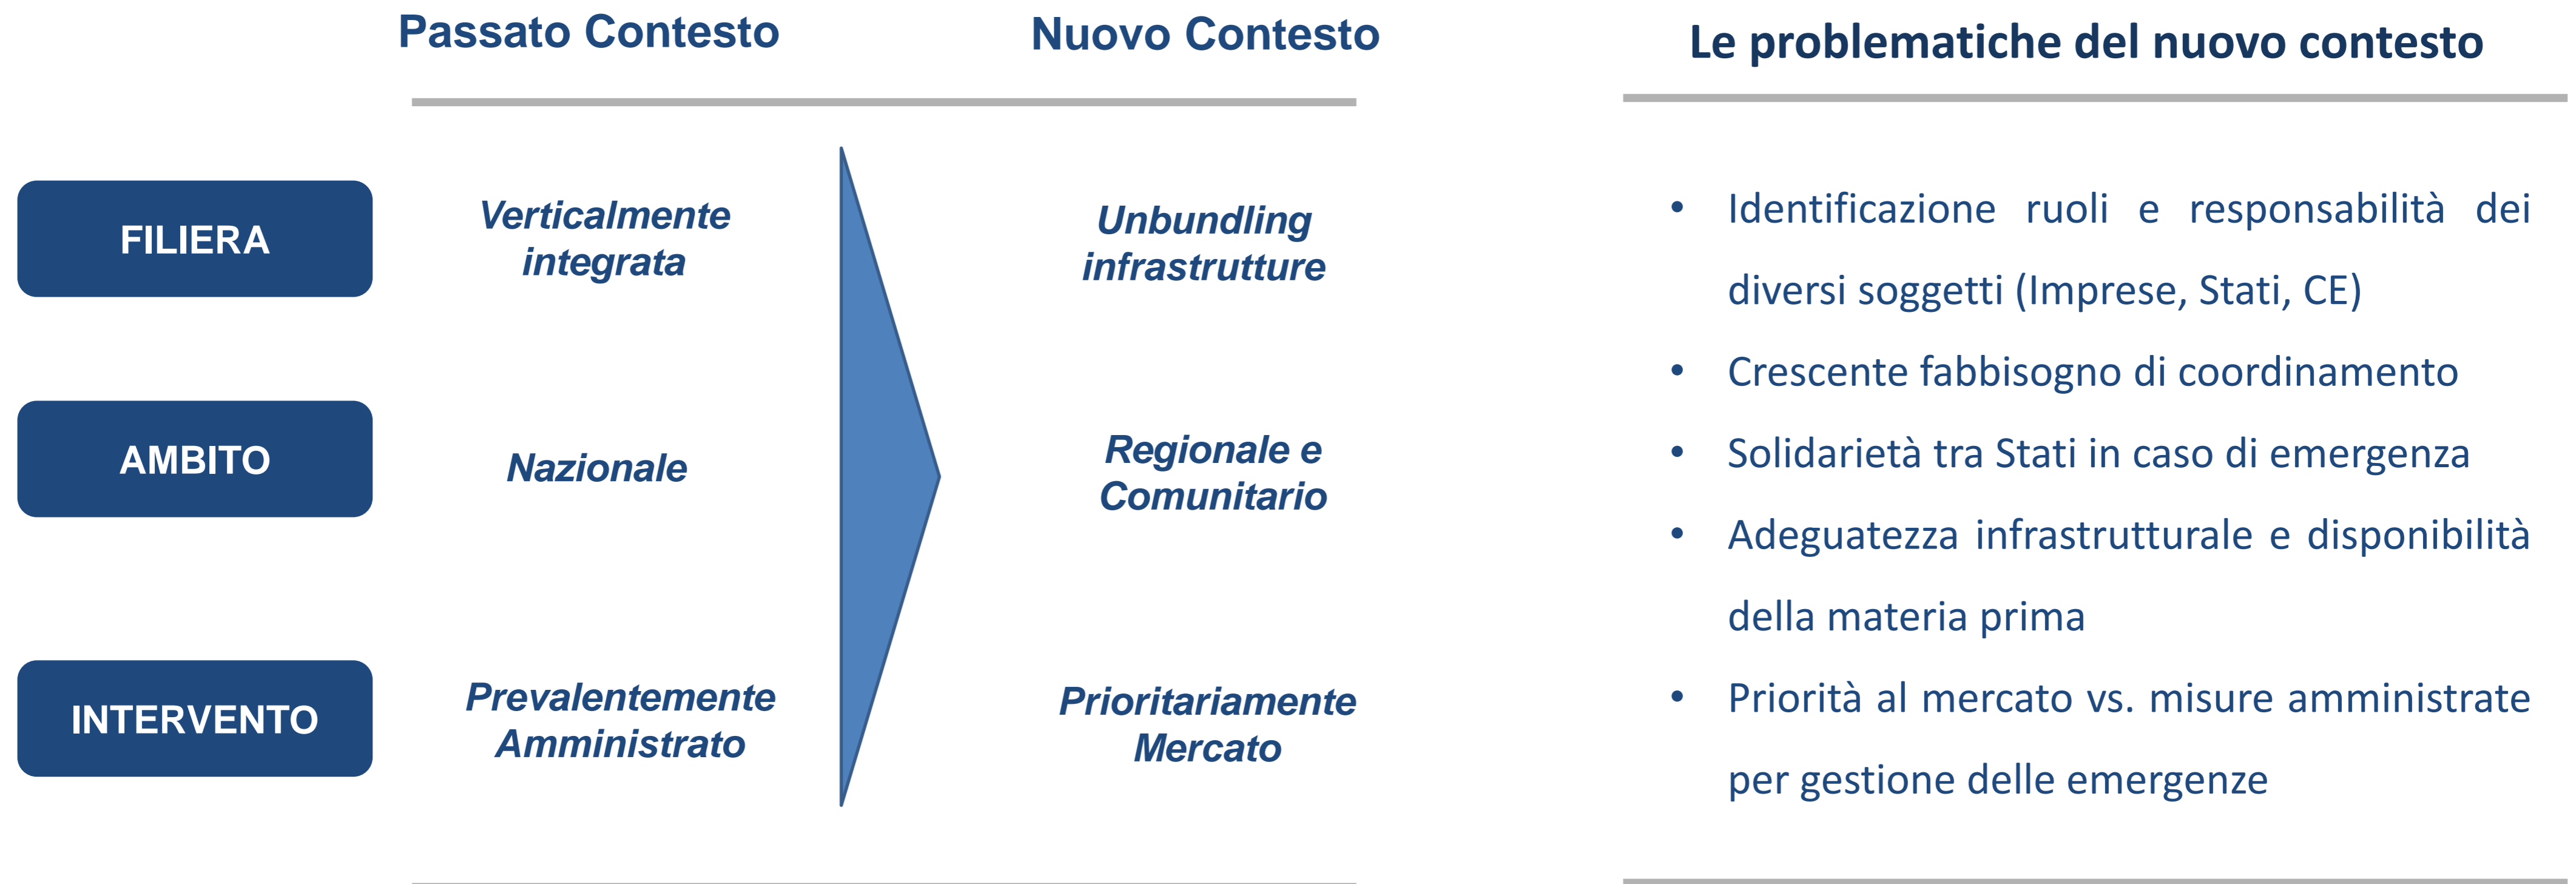 Passato Contesto
Nuovo Contesto
FILIERA
Verticalmente
integrata
Unbundling
infrastrutture
AMBITO
Nazionale
Regionale e
Comunitario
INTERVENTO
Prevalentemente
Amministrato
Prioritariamente
Mercato
Le problematiche del nuovo contesto
• Identificazione ruoli e responsabilità dei
diversi soggetti (Imprese, Stati, CE)
• Crescente fabbisogno di coordinamento
• Solidarietà tra Stati in caso di emergenza
• Adeguatezza infrastrutturale e disponibilità
della materia prima
• Priorità al mercato vs. misure amministrate
per gestione delle emergenze